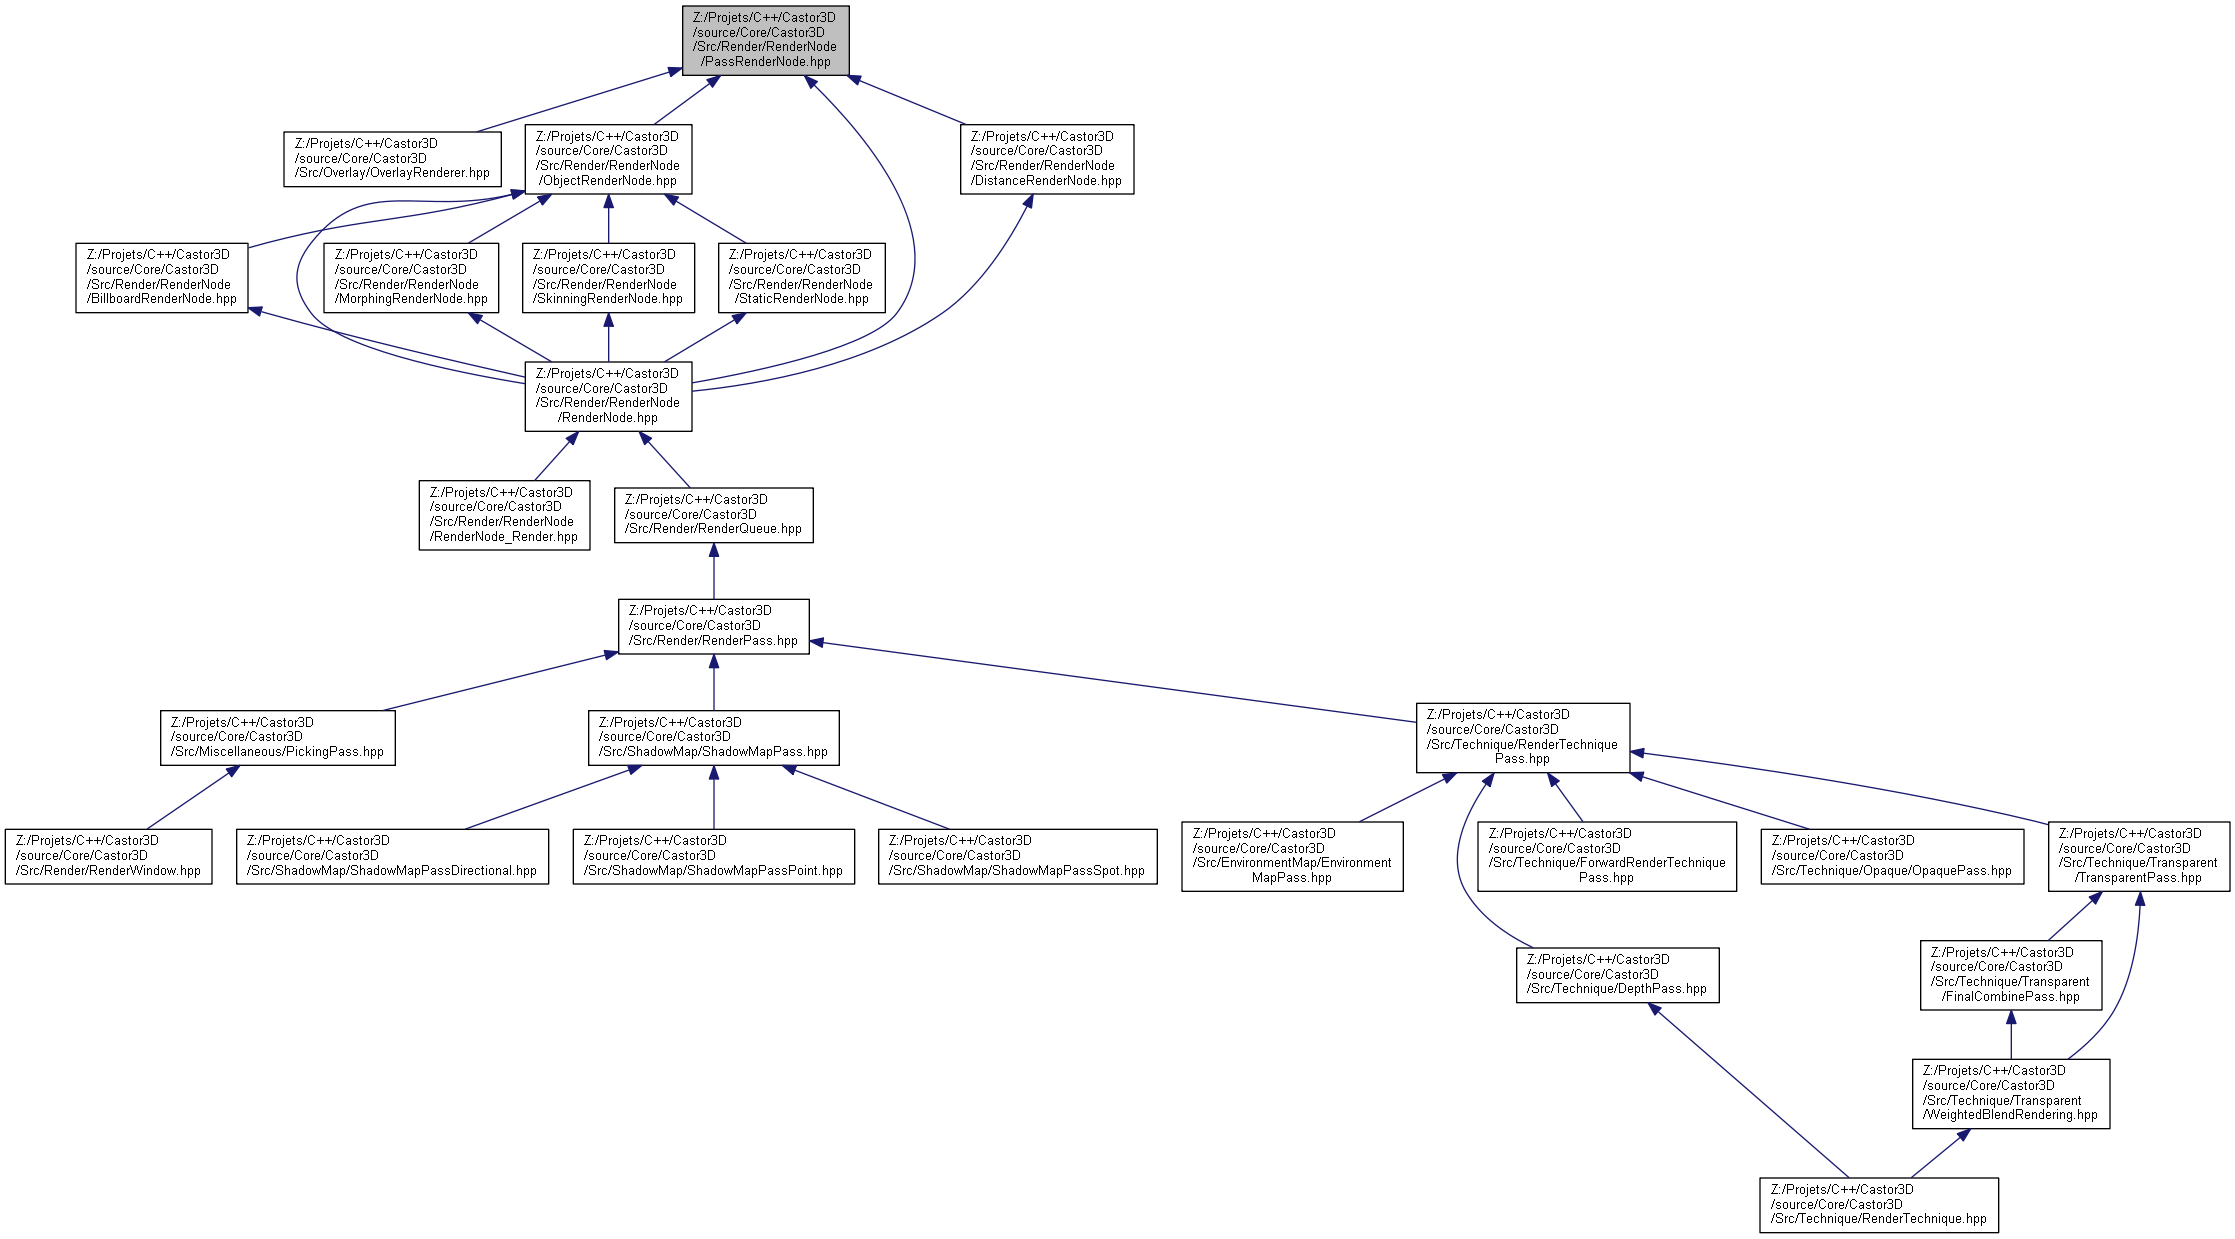 Z:/Projets/C++/Castor3D
/source/Core/Castor3D
/Src/Render/RenderNode
/PassRenderNode.hpp
Z:/Projets/C++/Castor3D
/source/Core/Castor3D
/Src/Overlay/OverlayRenderer.hpp
Z:/Projets/C++/Castor3D
/source/Core/Castor3D
/Src/Render/RenderNode
/ObjectRenderNode.hpp
Z:/Projets/C++/Castor3D
/source/Core/Castor3D
/Src/Render/RenderNode
/DistanceRenderNode.hpp
Z:/Projets/C++/Castor3D
/source/Core/Castor3D
/Src/Render/RenderNode
/BillboardRenderNode.hpp
Z:/Projets/C++/Castor3D
/source/Core/Castor3D
/Src/Render/RenderNode
/MorphingRenderNode.hpp
Z:/Projets/C++/Castor3D
/source/Core/Castor3D
/Src/Render/RenderNode
/SkinningRenderNode.hpp
Z:/Projets/C++/Castor3D
/source/Core/Castor3D
/Src/Render/RenderNode
/StaticRenderNode.hpp
Z:/Projets/C++/Castor3D
/source/Core/Castor3D
/Src/Render/RenderNode
/RenderNode.hpp
Z:/Projets/C++/Castor3D
/source/Core/Castor3D
/Src/Render/RenderNode
/RenderNode_Render.hpp
Z:/Projets/C++/Castor3D
/source/Core/Castor3D
/Src/Render/RenderQueue.hpp
Z:/Projets/C++/Castor3D
/source/Core/Castor3D
/Src/Render/RenderPass.hpp
Z:/Projets/C++/Castor3D
/source/Core/Castor3D
/Src/Miscellaneous/PickingPass.hpp
Z:/Projets/C++/Castor3D
/source/Core/Castor3D
/Src/ShadowMap/ShadowMapPass.hpp
Z:/Projets/C++/Castor3D
/source/Core/Castor3D
/Src/Technique/RenderTechnique
Pass.hpp
Z:/Projets/C++/Castor3D
/source/Core/Castor3D
/Src/Render/RenderWindow.hpp
Z:/Projets/C++/Castor3D
/source/Core/Castor3D
/Src/ShadowMap/ShadowMapPassDirectional.hpp
Z:/Projets/C++/Castor3D
/source/Core/Castor3D
/Src/ShadowMap/ShadowMapPassPoint.hpp
Z:/Projets/C++/Castor3D
/source/Core/Castor3D
/Src/ShadowMap/ShadowMapPassSpot.hpp
Z:/Projets/C++/Castor3D
/source/Core/Castor3D
/Src/EnvironmentMap/Environment
MapPass.hpp
Z:/Projets/C++/Castor3D
/source/Core/Castor3D
/Src/Technique/ForwardRenderTechnique
Pass.hpp
Z:/Projets/C++/Castor3D
/source/Core/Castor3D
/Src/Technique/Opaque/OpaquePass.hpp
Z:/Projets/C++/Castor3D
/source/Core/Castor3D
/Src/Technique/Transparent
/TransparentPass.hpp
Z:/Projets/C++/Castor3D
/source/Core/Castor3D
/Src/Technique/DepthPass.hpp
Z:/Projets/C++/Castor3D
/source/Core/Castor3D
/Src/Technique/Transparent
/FinalCombinePass.hpp
Z:/Projets/C++/Castor3D
/source/Core/Castor3D
/Src/Technique/Transparent
/WeightedBlendRendering.hpp
Z:/Projets/C++/Castor3D
/source/Core/Castor3D
/Src/Technique/RenderTechnique.hpp